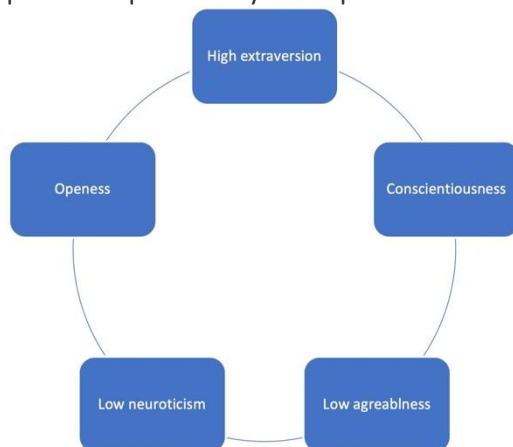 High extraversion
Openess
Conscientiousness
Low neuroticism
Low agreablness